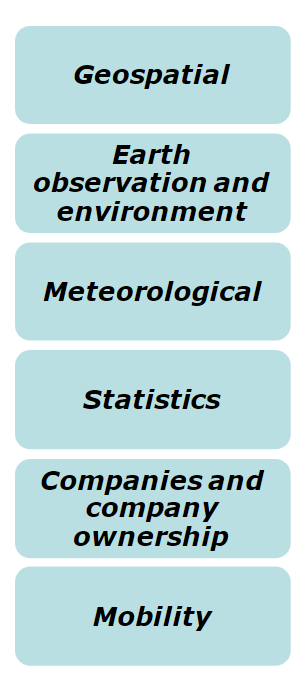 Geospatial
Earth
observation and
environment
Meteorological
Statistics
Companies and
company
ownership
Mobility